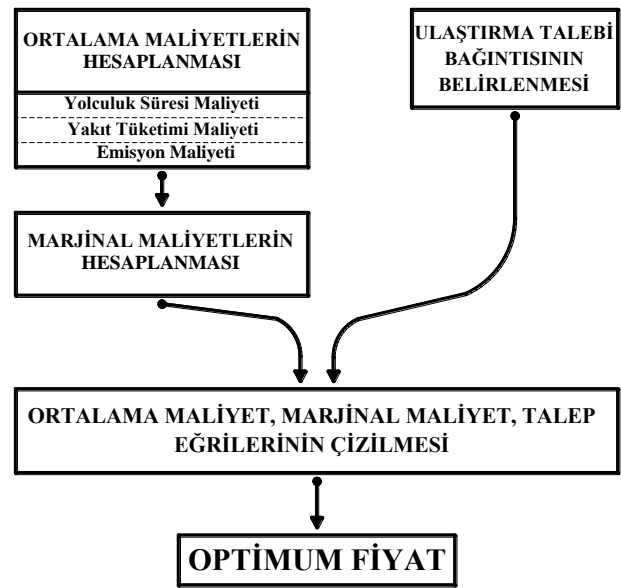 ORTALAMA MALİYETLERİN
HESAPLANMASI
Yolculuk Süresi Maliyeti
Yakıt Tüketimi Maliyeti
Emisyon Maliyeti
ULAŞTIRMA TALEBİ
BAĞINTISININ
BELİRLENMESİ
MARJİNAL MALİYETLERİN
HESAPLANMASI
ORTALAMA MALİYET, MARJİNAL MALİYET, TALEP
EĞRİLERİNİN ÇİZİLMESİ
OPTİMUM FİYAT